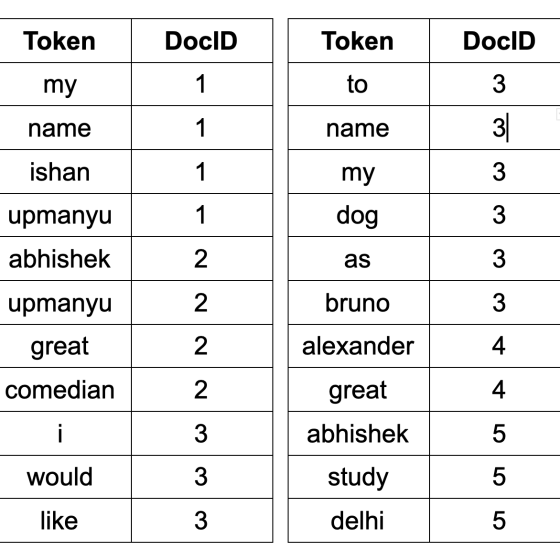 Token DocID
my 1
name 1
ishan 1
upmanyu 1
abhishek 2
upmanyu 2
great 2
comedian 2
i 3
would 3
like 3
Token DocID
to 3
name 3
my 3
dog 3
as 3
bruno 3
alexander 4
great 4
abhishek 5
study 5
delhi 5